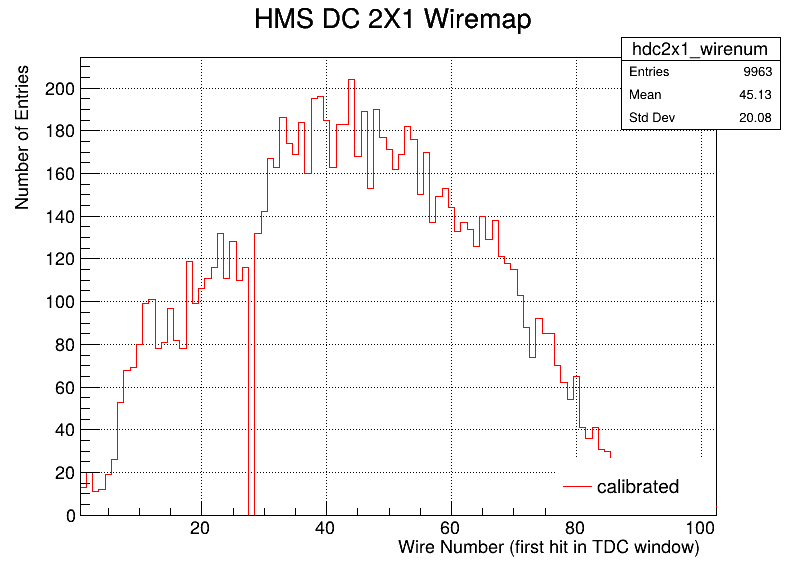 HMS DC 2X1 Wiremap
hdc2x1_wirenum
Entries 9963
Mean 45.13
Std Dev 20.08
Number of Entries
200
180
160
140
120
100
80
60
40
20
0
20 40 60 80 100
calibrated
Wire Number (first hit in TDC window)